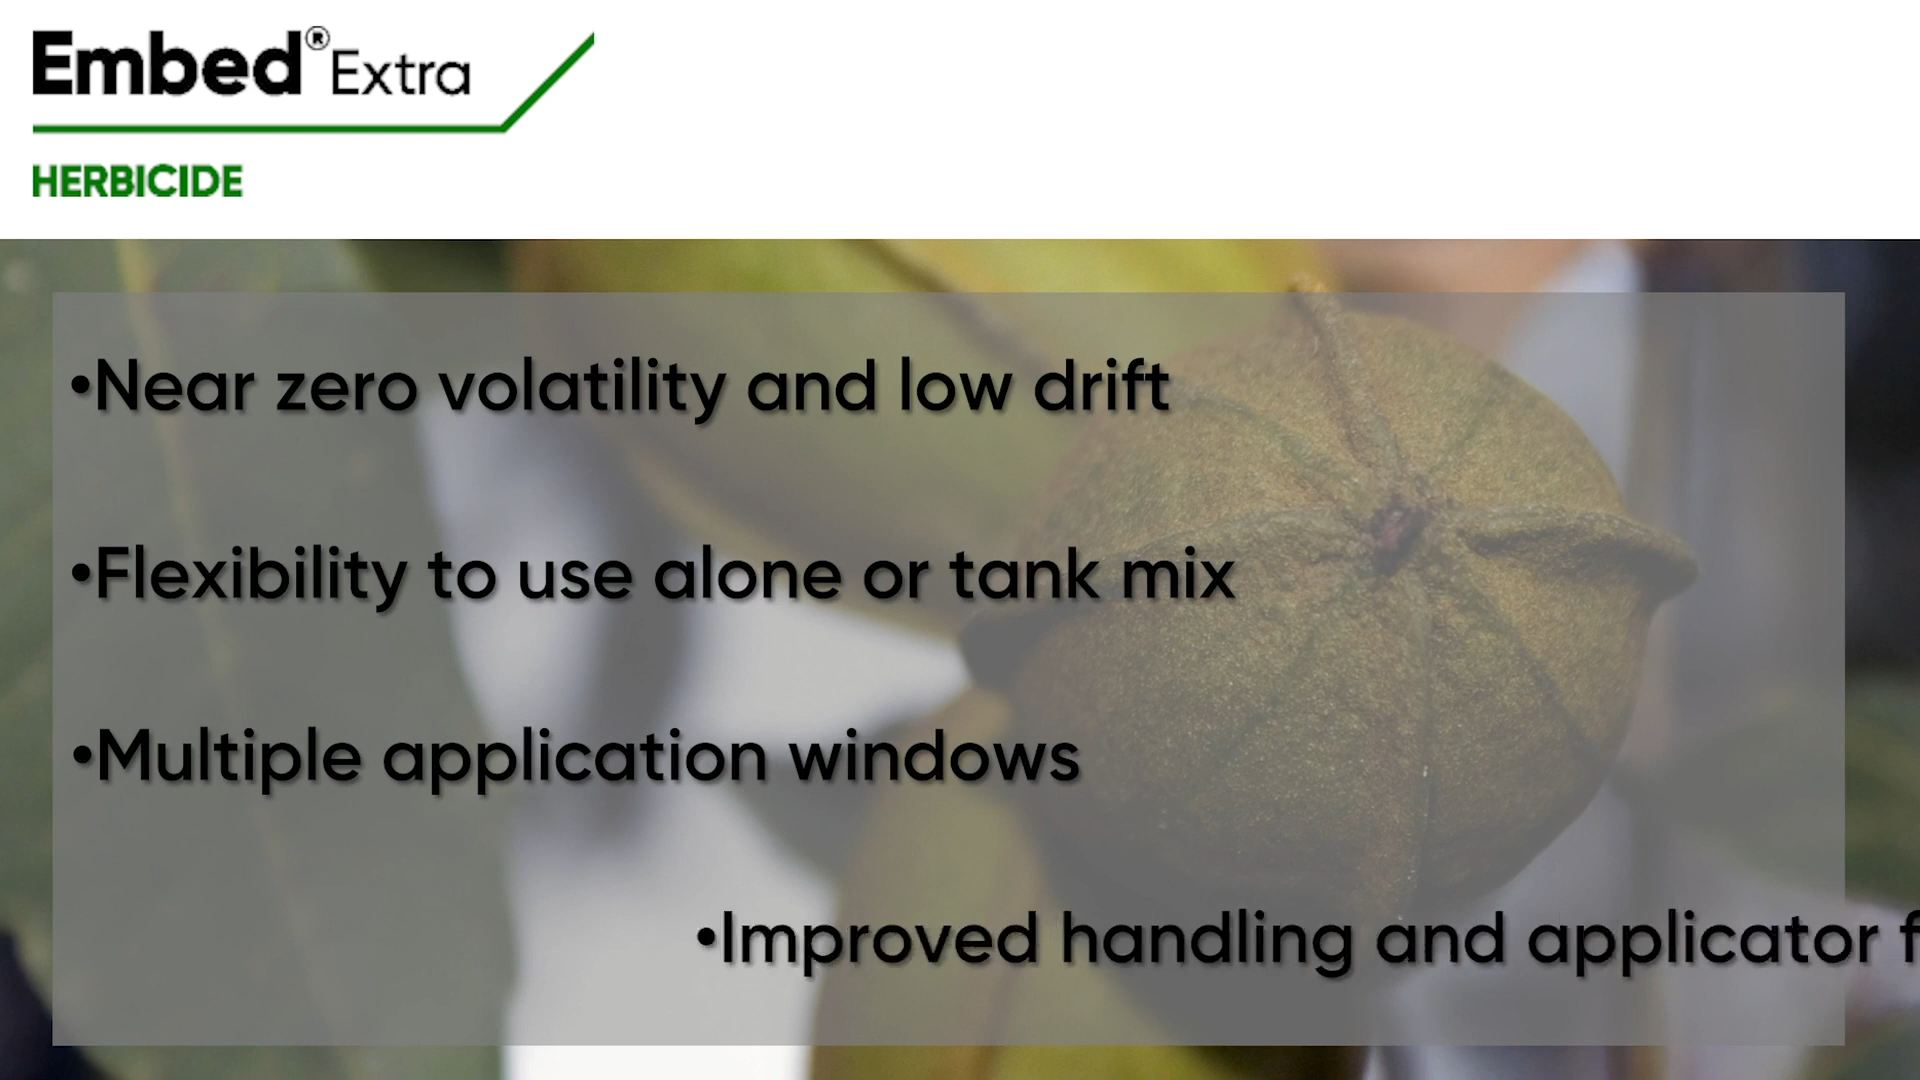 Embed® Extra
HERBICIDE
•Near zero volatility and low drift
•Flexibility to use alone or tank mix
•Multiple application windows
•Improved handling and applicator f